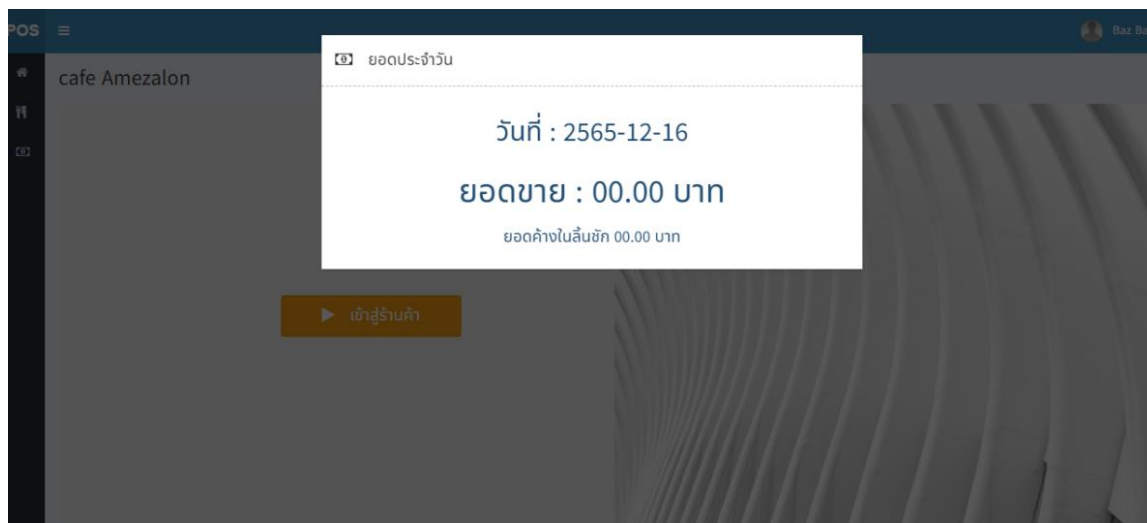 POS
Baz Ba
cafe Amezalon
ยอดประจำวัน
วันที่ : 2565-12-16
ยอดขาย : 00.00 บาท
ยอดค้างในลิ้นชัก 00.00 บาท
เข้าสู่ร้านค้า